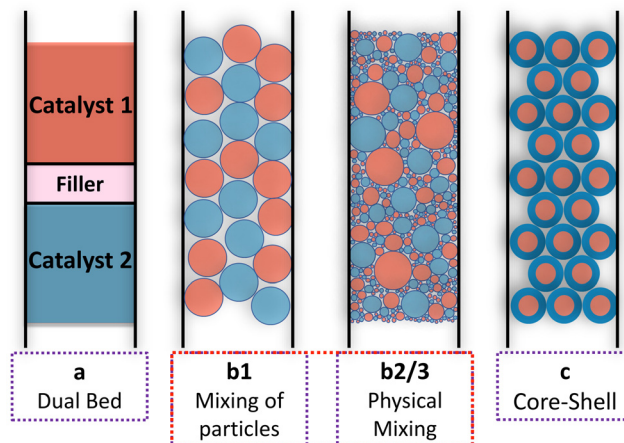 Catalyst 1
Filler
Catalyst 2
a
Dual Bed
b1
Mixing of
particles
b2/3
Physical
Mixing
c
Core-Shell